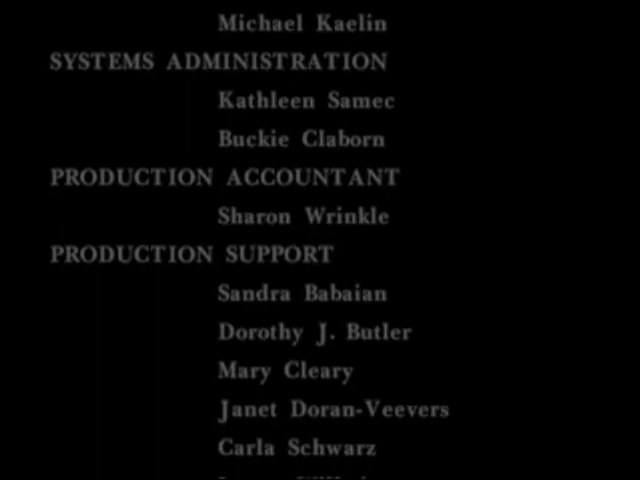 Michael Kaelin
SYSTEMS ADMINISTRATION
Kathleen Samec
Buckie Claborn
PRODUCTION ACCOUNTANT
Sharon Wrinkle
PRODUCTION SUPPORT
Sandra Babaian
Dorothy J. Butler
Mary Cleary
Janet Doran-Veevers
Carla Schwarz